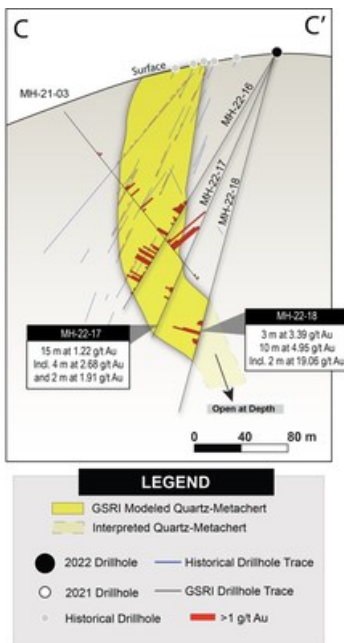 C
C'
Surface
MH-21-03
MH-22-16
MH-22-17
MH-22-18
MH-22-17
15 m at 1.22 g/t Au
Incl. 4 m at 2.68 g/t Au
and 2 m at 1.91 g/t Au
MH-22-18
3 m at 3.39 g/t Au
10 m at 4.95 g/t Au
Incl. 2 m at 19.06 g/t Au
Open at Depth
0 40 80 m
LEGEND
GSRI Modeled Quartz-Metachert
Interpreted Quartz-Metachert
2022 Drillhole
Historical Drillhole Trace
2021 Drillhole
GSRI Drillhole Trace
Historical Drillhole
>1 g/t Au